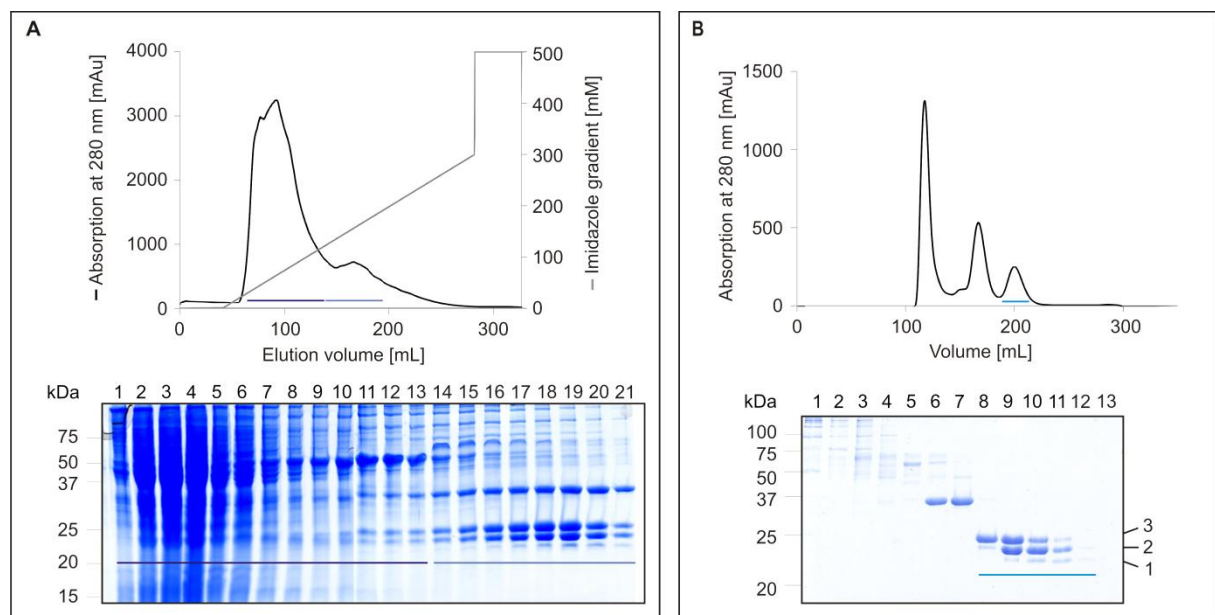 A
4000
3000
2000
1000
0
– Absorption at 280 nm [mAu]
500
400
300
200
100
0
– Imidazole gradient [mM]
0 100 200 300
Elution volume [mL]
kDa 1 2 3 4 5 6 7 8 9 10 11 12 13 14 15 16 17 18 19 20 21
75
50
37
25
20
15
B
1500
1000
500
0
Absorption at 280 nm [mAu]
0 100 200 300
Volume [mL]
kDa 1 2 3 4 5 6 7 8 9 10 11 12 13
100
75
50
37
25
20
3
2
1